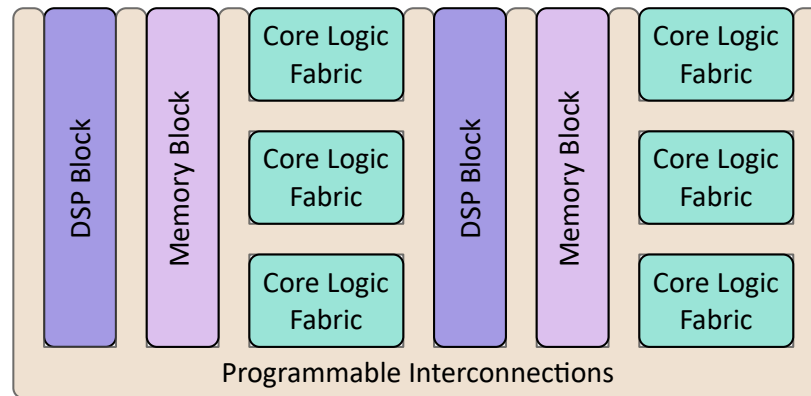 DSP Block
Memory Block
Core Logic
Fabric
Core Logic
Fabric
Core Logic
Fabric
DSP Block
Memory Block
Core Logic
Fabric
Core Logic
Fabric
Core Logic
Fabric
Programmable Interconnections